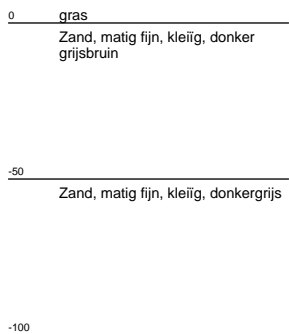 0 gras
Zand, matig fijn, kleiïg, donker
grijsbruin
-50
Zand, matig fijn, kleiïg, donkergrijs
-100